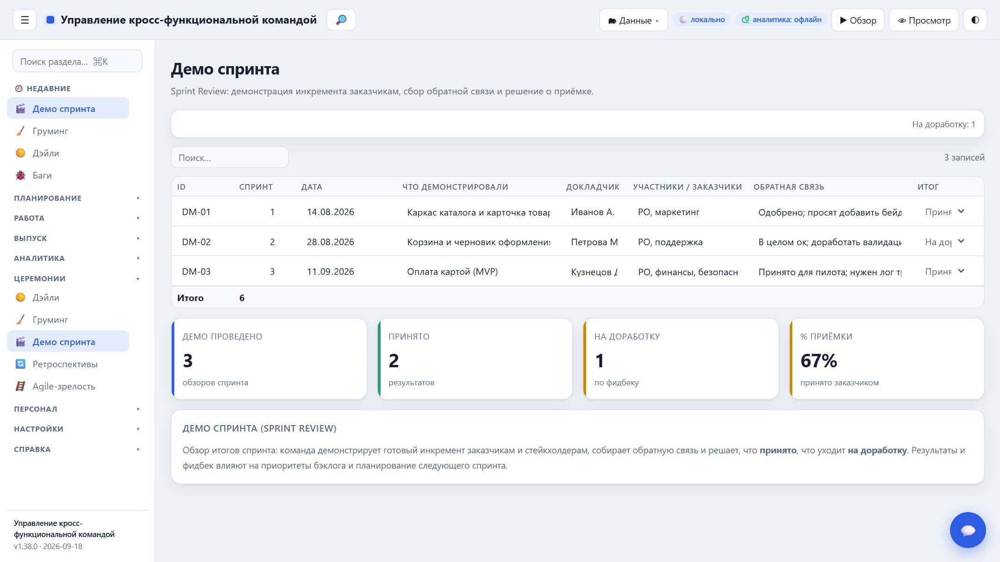 ☰ Управление кросс-функциональной командой
Данные
локально
аналитика: офлайн
▶ Обзор
Просмотр
Поиск раздела... ⌘K
НЕДАВНИЕ
Демо спринта
Груминг
Дэйли
Баги
ПЛАНИРОВАНИЕ
РАБОТА
ВЫПУСК
АНАЛИТИКА
ЦЕРЕМОНИИ
Дэйли
Груминг
Демо спринта
Ретроспективы
Agile-зрелость
ПЕРСОНАЛ
НАСТРОЙКИ
СПРАВКА
Управление кросс-
функциональной командой
v1.38.0 · 2026-09-18
Демо спринта
Sprint Review: демонстрация инкремента заказчикам, сбор обратной связи и решение о приёмке.
На доработку: 1
Поиск...
3 записей
ID СПРИНТ ДАТА ЧТО ДЕМОНСТРИРОВАЛИ ДОКЛАДЧИК УЧАСТНИКИ / ЗАКАЗЧИКИ ОБРАТНАЯ СВЯЗЬ ИТОГ
DM-01 1 14.08.2026 Каркас каталога и карточка товар Иванов А. PO, маркетинг Одобрено; просят добавить бейд Приня
DM-02 2 28.08.2026 Корзина и черновик оформления Петрова М PO, поддержка В целом ок; доработать валидаци На дор
DM-03 3 11.09.2026 Оплата картой (MVP) Кузнецов Д PO, финансы, безопасн Принято для пилота; нужен лог тр Приня
Итого 6
ДЕМО ПРОВЕДЕНО
3
обзоров спринта
ПРИНЯТО
2
результатов
НА ДОРАБОТКУ
1
по фидбеку
% ПРИЁМКИ
67%
принято заказчиком
ДЕМО СПРИНТА (SPRINT REVIEW)
Обзор итогов спринта: команда демонстрирует готовый инкремент заказчикам и стейкхолдерам, собирает обратную связь и решает, что принято, что уходит на доработку. Результаты и
фидбек влияют на приоритеты бэклога и планирование следующего спринта.